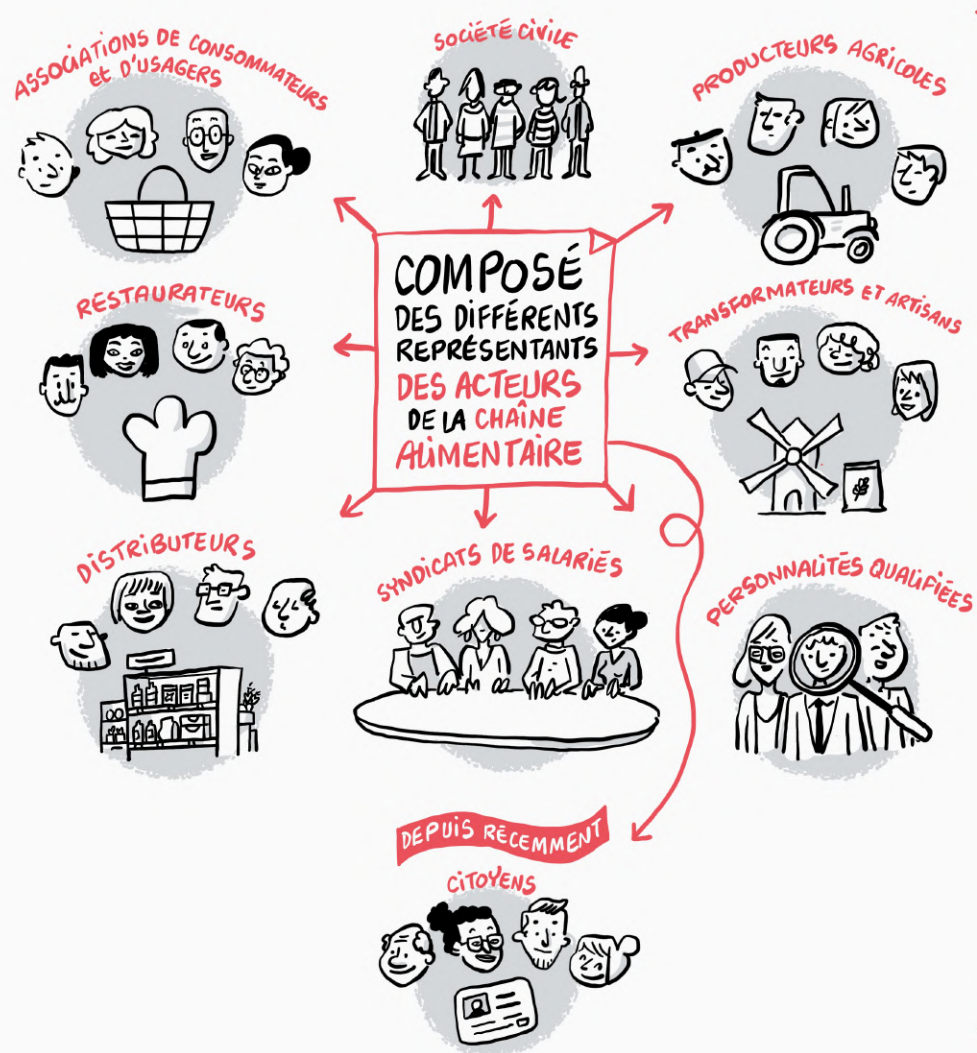 ASSOCIATIONS DE CONSOMMATEURS
et D'USAGERS
SOCIÉTÉ CIVILE
PRODUCTEURS AGRICOLES
COMPOSÉ
DES DIFFÉRENTS
REPRÉSENTANTS
DES ACTEURS
DE LA CHAÎNE
ALIMENTAIRE
RESTAURATEURS
TRANSFORMATEURS ET ARTISANS
DISTRIBUTEURS
SYNDICATS DE SALARIÉS
PERSONNALITÉS QUALIFIÉES
DEPUIS RÉCEMMENT
CITOYENS